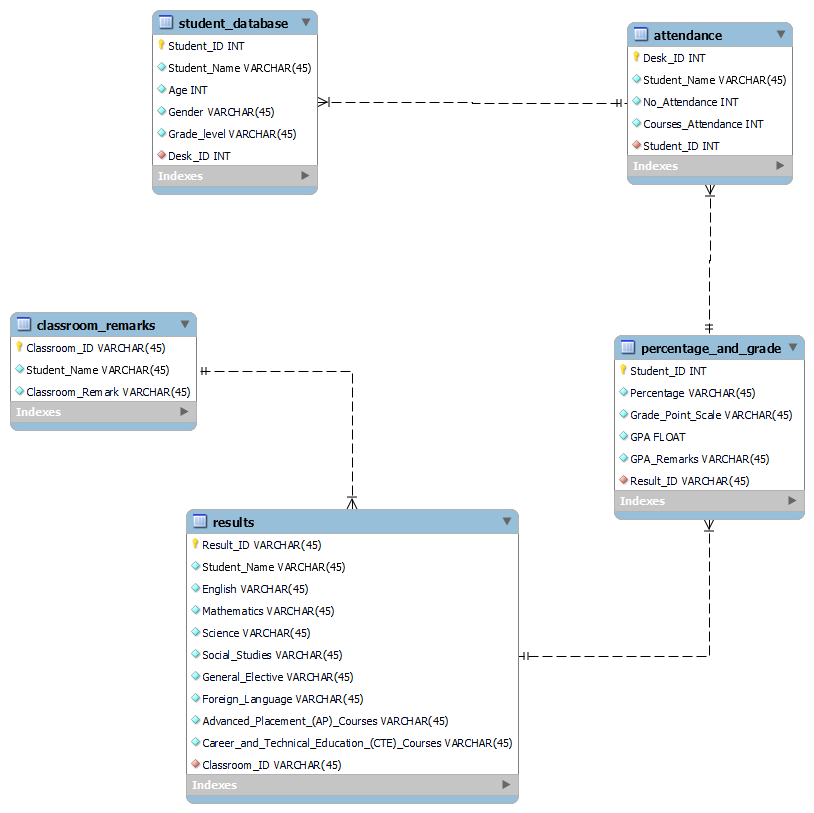 student_database
Student_ID INT
Student_Name VARCHAR(45)
Age INT
Gender VARCHAR(45)
Grade_level VARCHAR(45)
Desk_ID INT
Indexes
attendance
Desk_ID INT
Student_Name VARCHAR(45)
No_Attendance INT
Courses_Attendance INT
Student_ID INT
Indexes
classroom_remarks
Classroom_ID VARCHAR(45)
Student_Name VARCHAR(45)
Classroom_Remark VARCHAR(45)
Indexes
percentage_and_grade
Student_ID INT
Percentage VARCHAR(45)
Grade_Point_Scale VARCHAR(45)
GPA FLOAT
GPA_Remarks VARCHAR(45)
Result_ID VARCHAR(45)
Indexes
results
Result_ID VARCHAR(45)
Student_Name VARCHAR(45)
English VARCHAR(45)
Mathematics VARCHAR(45)
Science VARCHAR(45)
Social_Studies VARCHAR(45)
General_Elective VARCHAR(45)
Foreign_Language VARCHAR(45)
Advanced_Placement_(AP)_Courses VARCHAR(45)
Career_and_Technical_Education_(CTE)_Courses VARCHAR(45)
Classroom_ID VARCHAR(45)
Indexes